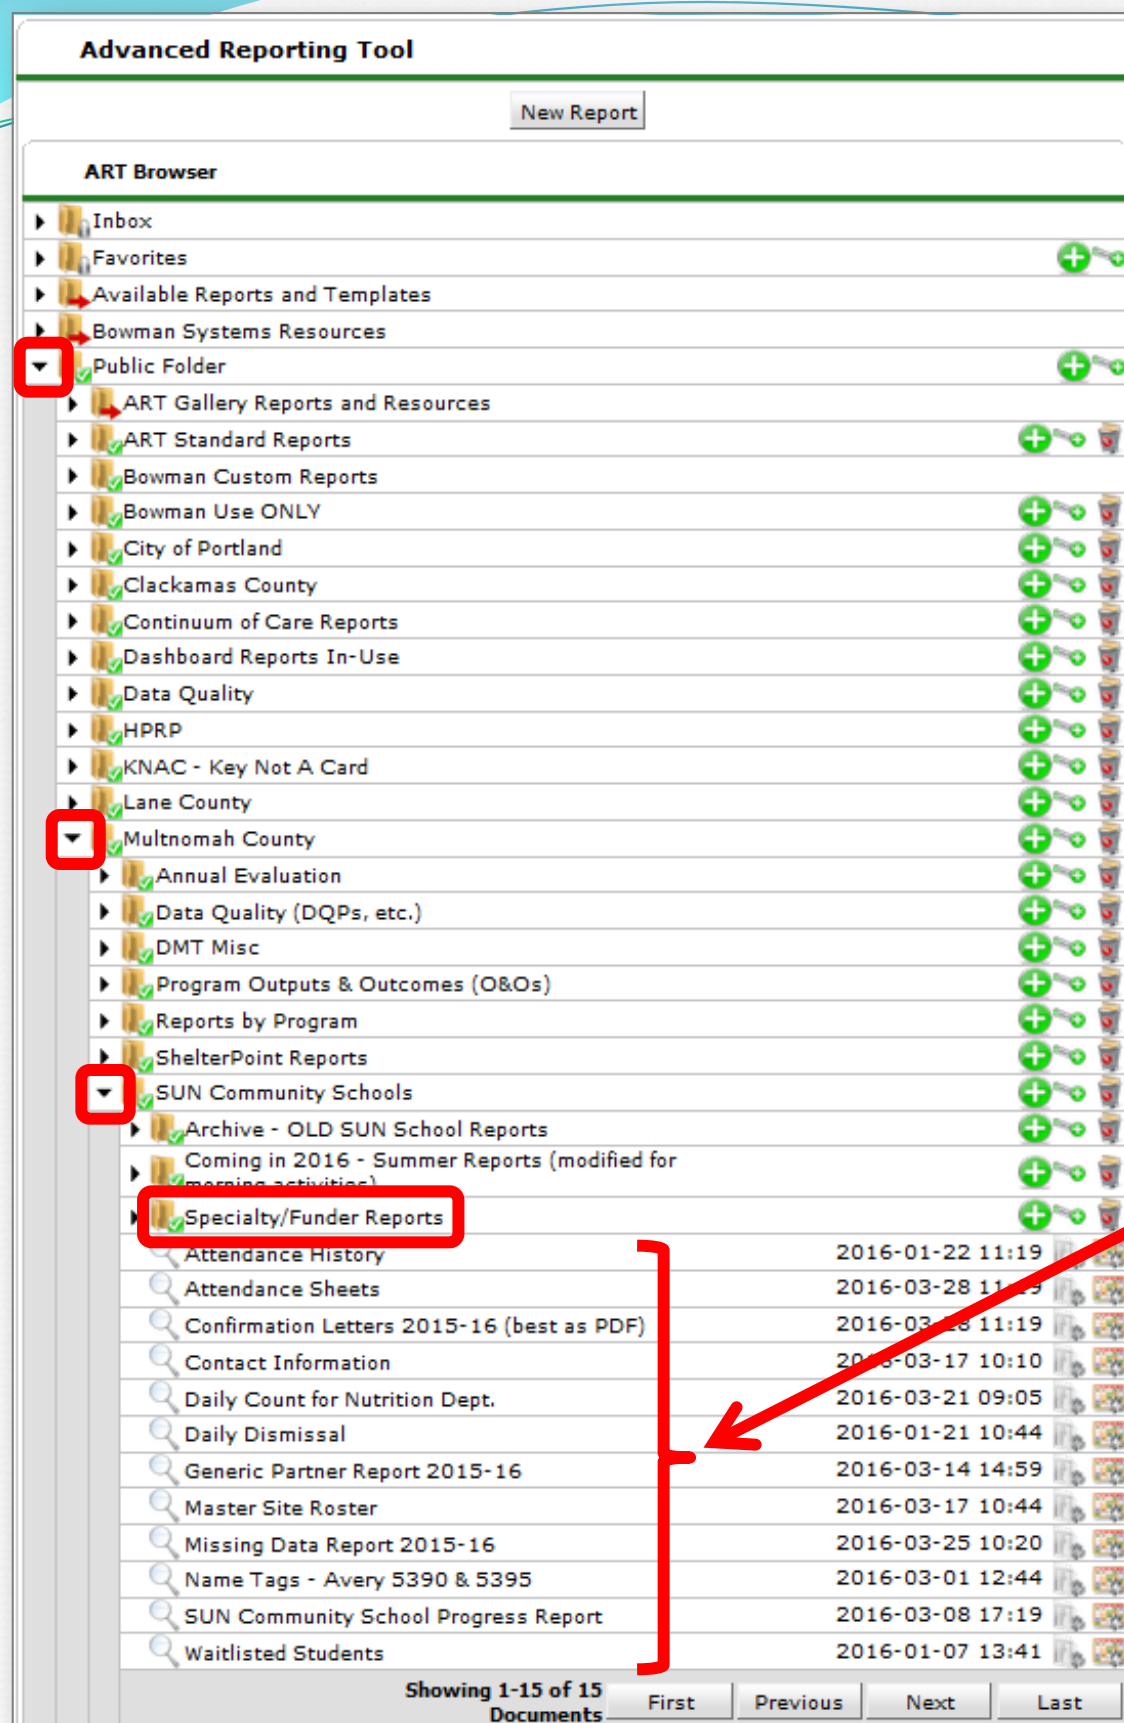 Advanced Reporting Tool
New Report
ART Browser
Inbox
Favorites
Available Reports and Templates
Bowman Systems Resources
Public Folder
ART Gallery Reports and Resources
ART Standard Reports
Bowman Custom Reports
Bowman Use ONLY
City of Portland
Clackamas County
Continuum of Care Reports
Dashboard Reports In-Use
Data Quality
HPRP
KNAC - Key Not A Card
Lane County
Multnomah County
Annual Evaluation
Data Quality (DQPs, etc.)
DMT Misc
Program Outputs & Outcomes (O&Os)
Reports by Program
ShelterPoint Reports
SUN Community Schools
Archive - OLD SUN School Reports
Coming in 2016 - Summer Reports (modified for
morning activities)
Specialty/Funder Reports
Attendance History 2016-01-22 11:19
Attendance Sheets 2016-03-28 11:19
Confirmation Letters 2015-16 (best as PDF) 2016-03-28 11:19
Contact Information 2016-03-17 10:10
Daily Count for Nutrition Dept. 2016-03-21 09:05
Daily Dismissal 2016-01-21 10:44
Generic Partner Report 2015-16 2016-03-14 14:59
Master Site Roster 2016-03-17 10:44
Missing Data Report 2015-16 2016-03-25 10:20
Name Tags - Avery 5390 & 5395 2016-03-01 12:44
SUN Community School Progress Report 2016-03-08 17:19
Waitlisted Students 2016-01-07 13:41
Showing 1-15 of 15
Documents
First Previous Next Last